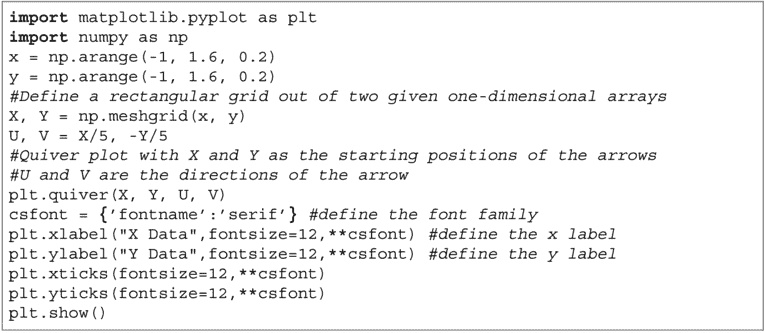 import matplotlib.pyplot as plt
import numpy as np
x = np.arange(-1, 1.6, 0.2)
y = np.arange(-1, 1.6, 0.2)
#Define a rectangular grid out of two given one-dimensional arrays
X, Y = np.meshgrid(x, y)
U, V = X/5, -Y/5
#Quiver plot with X and Y as the starting positions of the arrows
#U and V are the directions of the arrow
plt.quiver(X, Y, U, V)
csfont = {’fontname’:’serif’} #define the font family
plt.xlabel("X Data",fontsize=12,**csfont) #define the x label
plt.ylabel("Y Data",fontsize=12,**csfont) #define the y label
plt.xticks(fontsize=12,**csfont)
plt.yticks(fontsize=12,**csfont)
plt.show()